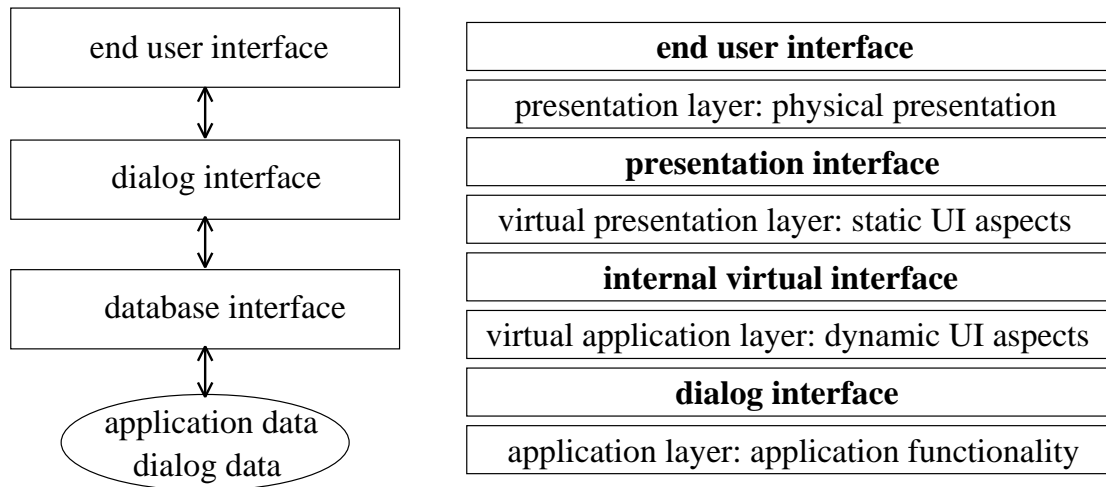 end user interface
dialog interface
database interface
application data
dialog data
end user interface
presentation layer: physical presentation
presentation interface
virtual presentation layer: static UI aspects
internal virtual interface
virtual application layer: dynamic UI aspects
dialog interface
application layer: application functionality